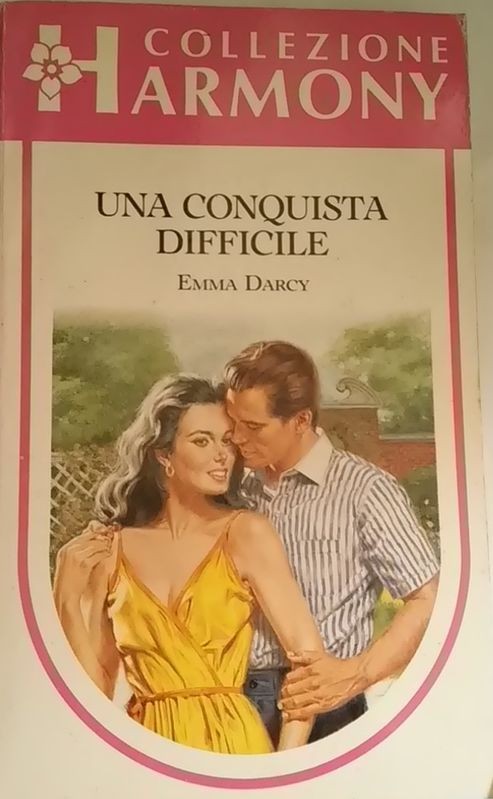 COLLEZIONE
HARMONY
UNA CONQUISTA
DIFFICILE
EMMA DARCY